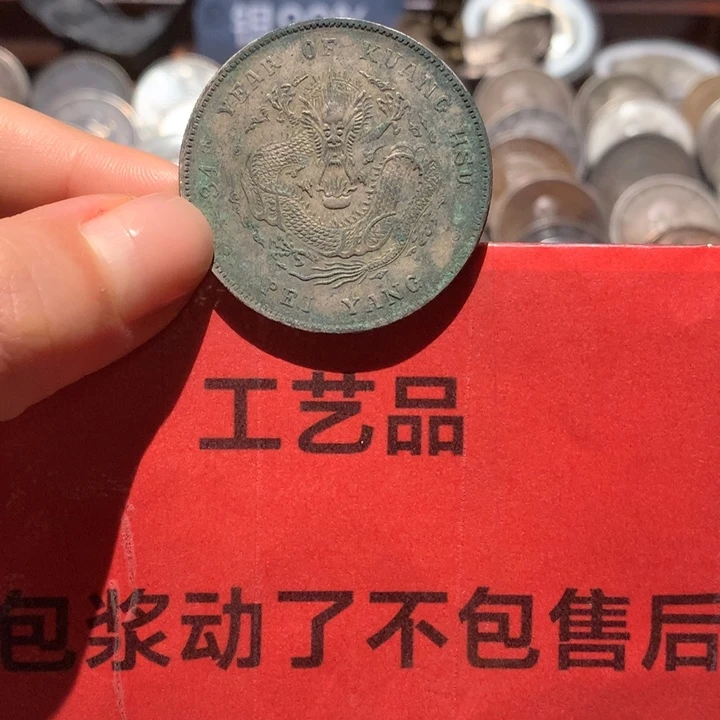 34TH YEAR OF KUANG HSU
PEI YANG
工艺品
包浆动了不包售后